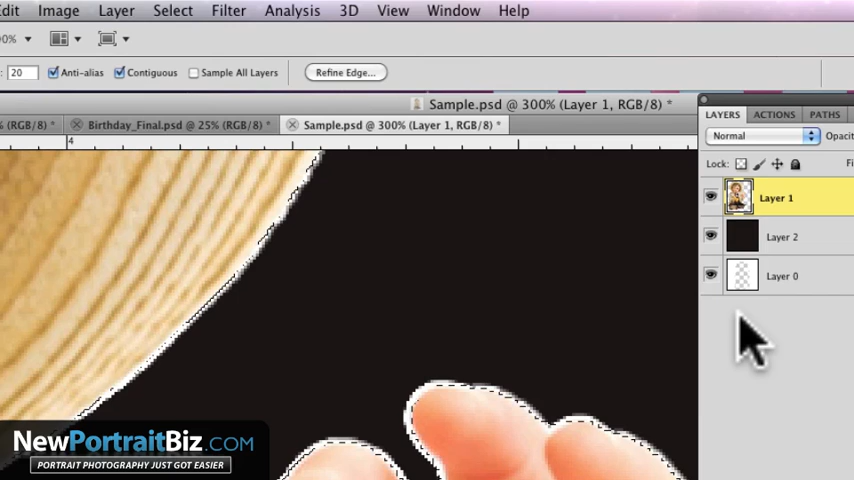 Edit Image Layer Select Filter Analysis 3D View Window Help
20 Anti-alias Contiguous Sample All Layers Refine Edge...
Sample.psd @ 300% (Layer 1, RGB/8) *
% (RGB/8) * Birthday_Final.psd @ 25% (RGB/8) * Sample.psd @ 300% (Layer 1, RGB/8) *
LAYERS ACTIONS PATHS
4
Normal Opacit
Lock: Fi
Layer 1
Layer 2
Layer 0
NewPortraitBiz.COM
PORTRAIT PHOTOGRAPHY JUST GOT EASIER